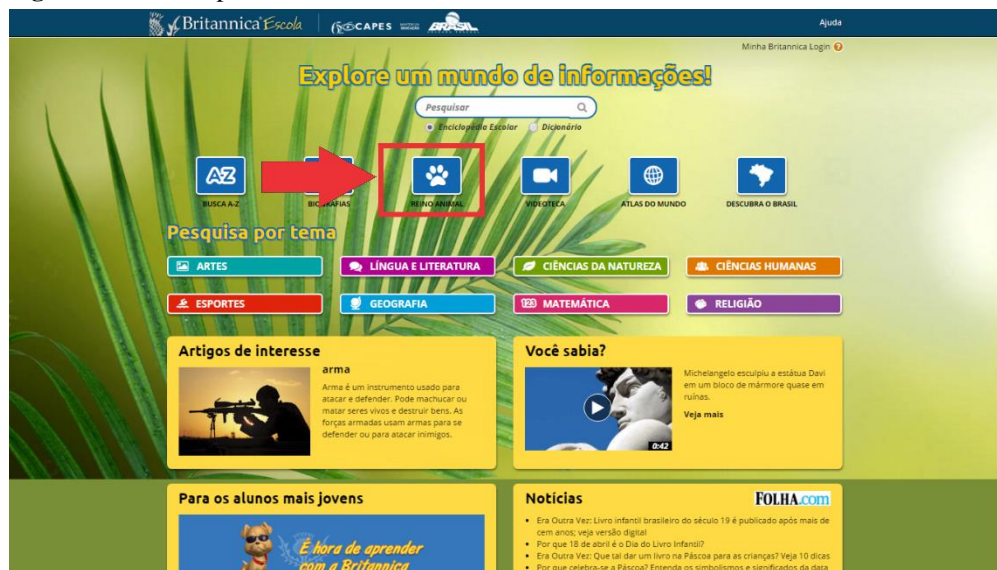 Britannica Escola
CAPES
BRASIL
Ajuda
Minha Britannica Login
Explore um mundo de informações!
Pesquisar
Enciclopédia Escolar
Dicionário
AZ
BUSCA A-Z
REINO ANIMAL
VIDEOTECA
ATLAS DO MUNDO
DESCUBRA O BRASIL
Pesquisa por tema
ARTES
LÍNGUA E LITERATURA
CIÊNCIAS DA NATUREZA
CIÊNCIAS HUMANAS
ESPORTES
GEOGRAFIA
123 MATEMÁTICA
RELIGIÃO
Artigos de interesse
arma
Arma é um instrumento usado para
atacar e defender. Pode machucar ou
matar seres vivos e destruir bens. As
forças armadas usam armas para se
defender ou para atacar inimigos.
Você sabia?
0:42
Michelangelo esculpiu a estátua Davi
em um bloco de mármore quase em
ruínas.
Veja mais
Para os alunos mais jovens
É hora de aprender
com a Britannica
Notícias
FOLHA.com
Era Outra Vez: Livro infantil brasileiro do século 19 é publicado após mais de
cem anos; veja versão digital
Por que 18 de abril é o Dia do Livro Infantil?
Era Outra Vez: Que tal dar um livro na Páscoa para as crianças? Veja 10 dicas
Por que celebra-se a Páscoa? Entenda os simbolismos e significados da data